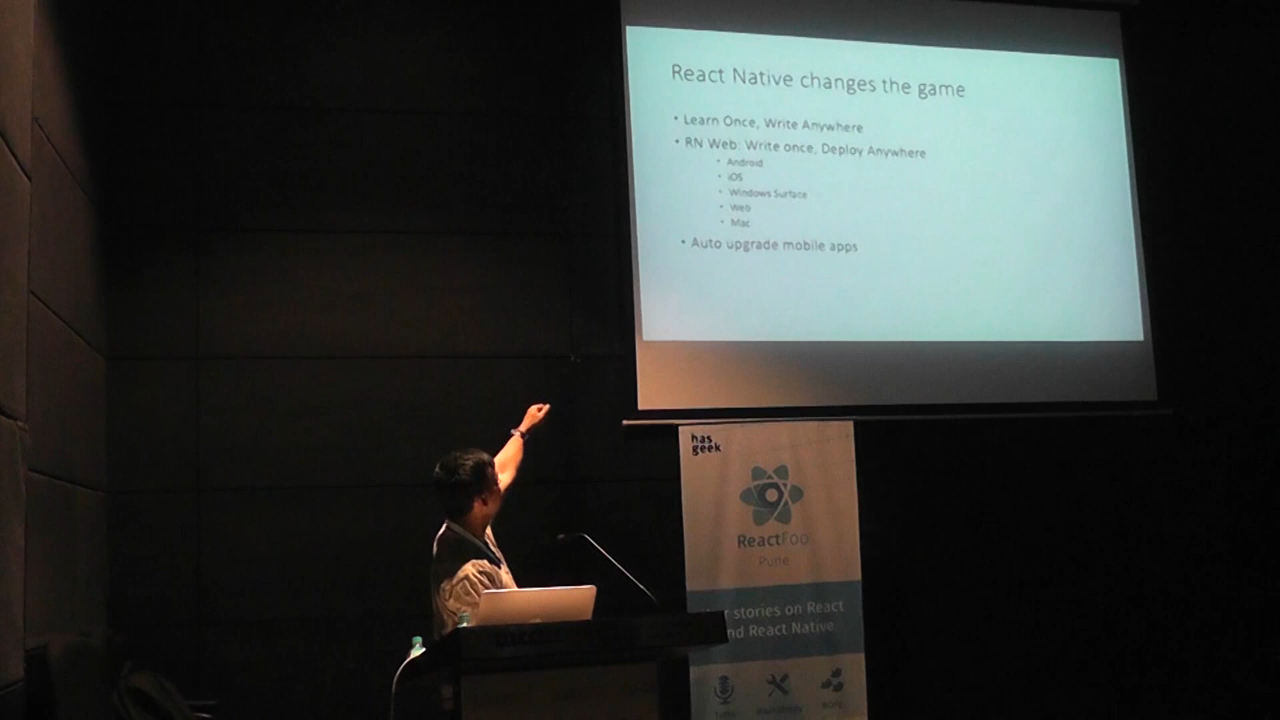 React Native changes the game
• Learn Once, Write Anywhere
• RN Web: Write once, Deploy Anywhere
• Android
• iOS
• Windows Surface
• Web
• Mac
• Auto upgrade mobile apps
has
geek
ReactFoo
Pune
stories on React
and React Native